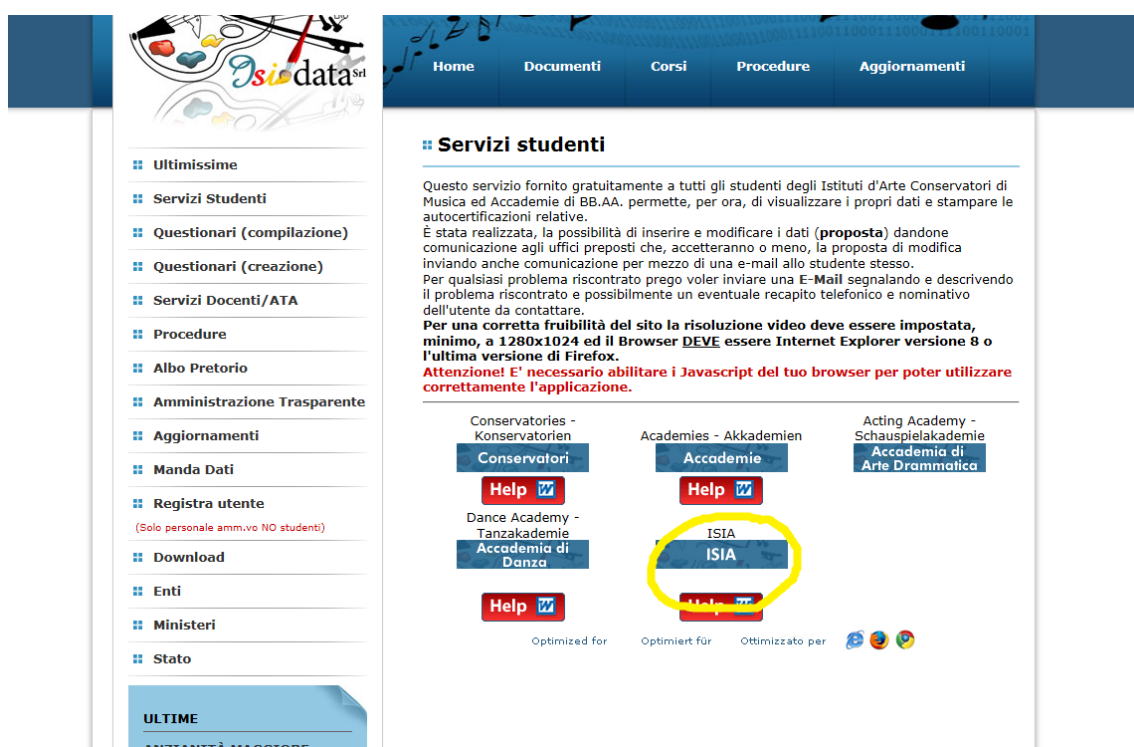 Isidata Srl
Home Documenti Corsi Procedure Aggiornamenti
Ultimissime
Servizi Studenti
Questionari (compilazione)
Questionari (creazione)
Servizi Docenti/ATA
Procedure
Albo Pretorio
Amministrazione Trasparente
Aggiornamenti
Manda Dati
Registra utente
(Solo personale amm.vo NO studenti)
Download
Enti
Ministeri
Stato
ULTIME
ANZIANITÀ MAGGIORE
Servizi studenti
Questo servizio fornito gratuitamente a tutti gli studenti degli Istituti d'Arte Conservatori di
Musica ed Accademie di BB.AA. permette, per ora, di visualizzare i propri dati e stampare le
autocertificazioni relative.
È stata realizzata, la possibilità di inserire e modificare i dati (proposta) dandone
comunicazione agli uffici preposti che, accetteranno o meno, la proposta di modifica
inviando anche comunicazione per mezzo di una e-mail allo studente stesso.
Per qualsiasi problema riscontrato prego voler inviare una E-Mail segnalando e descrivendo
il problema riscontrato e possibilmente un eventuale recapito telefonico e nominativo
dell'utente da contattare.
Per una corretta fruibilità del sito la risoluzione video deve essere impostata,
minimo, a 1280x1024 ed il Browser DEVE essere Internet Explorer versione 8 o
l'ultima versione di Firefox.
Attenzione! E' necessario abilitare i Javascript del tuo browser per poter utilizzare
correttamente l'applicazione.
Conservatories -
Konservatorien
Conservatori
Help
Academies - Akkademien
Accademie
Help
Acting Academy -
Schauspielakademie
Accademia di
Arte Drammatica
Dance Academy -
Tanzakademie
Accademia di
Danza
Help
ISIA
ISIA
Help
Optimized for Optimiert für Ottimizzato per